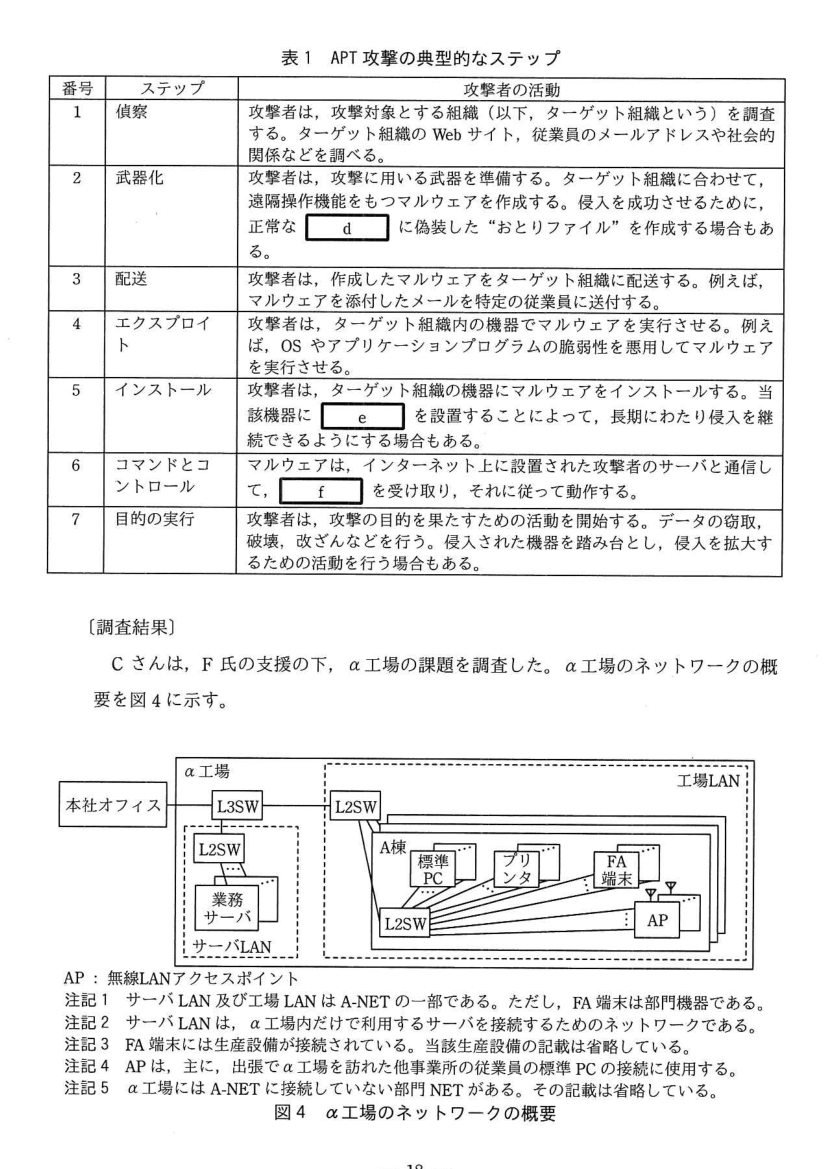 表1 APT 攻撃の典型的なステップ
番号 ステップ 攻撃者の活動
1 偵察 攻撃者は，攻撃対象とする組織（以下，ターゲット組織という）を調査
する。ターゲット組織の Web サイト，従業員のメールアドレスや社会的
関係などを調べる。
2 武器化 攻撃者は，攻撃に用いる武器を準備する。ターゲット組織に合わせて，
遠隔操作機能をもつマルウェアを作成する。侵入を成功させるために，
正常な d に偽装した“おとりファイル”を作成する場合もあ
る。
3 配送 攻撃者は，作成したマルウェアをターゲット組織に配送する。例えば，
マルウェアを添付したメールを特定の従業員に送付する。
4 エクスプロイ 攻撃者は，ターゲット組織内の機器でマルウェアを実行させる。例え
ト ば，OS やアプリケーションプログラムの脆弱性を悪用してマルウェア
を実行させる。
5 インストール 攻撃者は，ターゲット組織の機器にマルウェアをインストールする。当
該機器に e を設置することによって，長期にわたり侵入を継
続できるようにする場合もある。
6 コマンドとコ マルウェアは，インターネット上に設置された攻撃者のサーバと通信し
ントロール て， f を受け取り，それに従って動作する。
7 目的の実行 攻撃者は，攻撃の目的を果たすための活動を開始する。データの窃取，
破壊，改ざんなどを行う。侵入された機器を踏み台とし，侵入を拡大す
るための活動を行う場合もある。
〔調査結果〕
C さんは，F 氏の支援の下，α工場の課題を調査した。α工場のネットワークの概
要を図 4 に示す。
α工場
工場LAN
本社オフィス
L3SW
L2SW
L2SW
業務
サーバ
サーバLAN
A棟
標準
PC
プリ
ンタ
FA
端末
L2SW
AP
AP：無線LANアクセスポイント
注記1 サーバ LAN 及び工場 LAN は A-NET の一部である。ただし，FA 端末は部門機器である。
注記2 サーバ LAN は，α工場内だけで利用するサーバを接続するためのネットワークである。
注記3 FA 端末には生産設備が接続されている。当該生産設備の記載は省略している。
注記4 AP は，主に，出張でα工場を訪れた他事業所の従業員の標準 PC の接続に使用する。
注記5 α工場には A-NET に接続していない部門 NET がある。その記載は省略している。
図4 α工場のネットワークの概要
― 18 ―